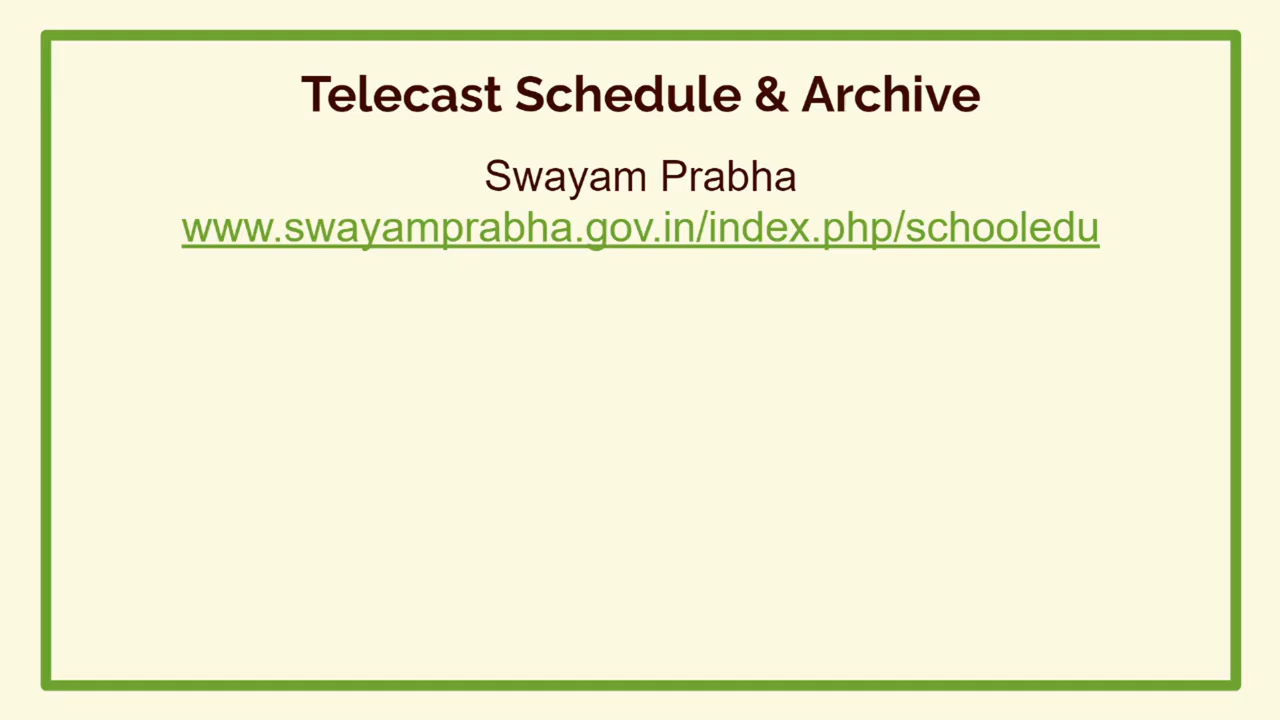 Telecast Schedule & Archive
Swayam Prabha
www.swayamprabha.gov.in/index.php/schooledu